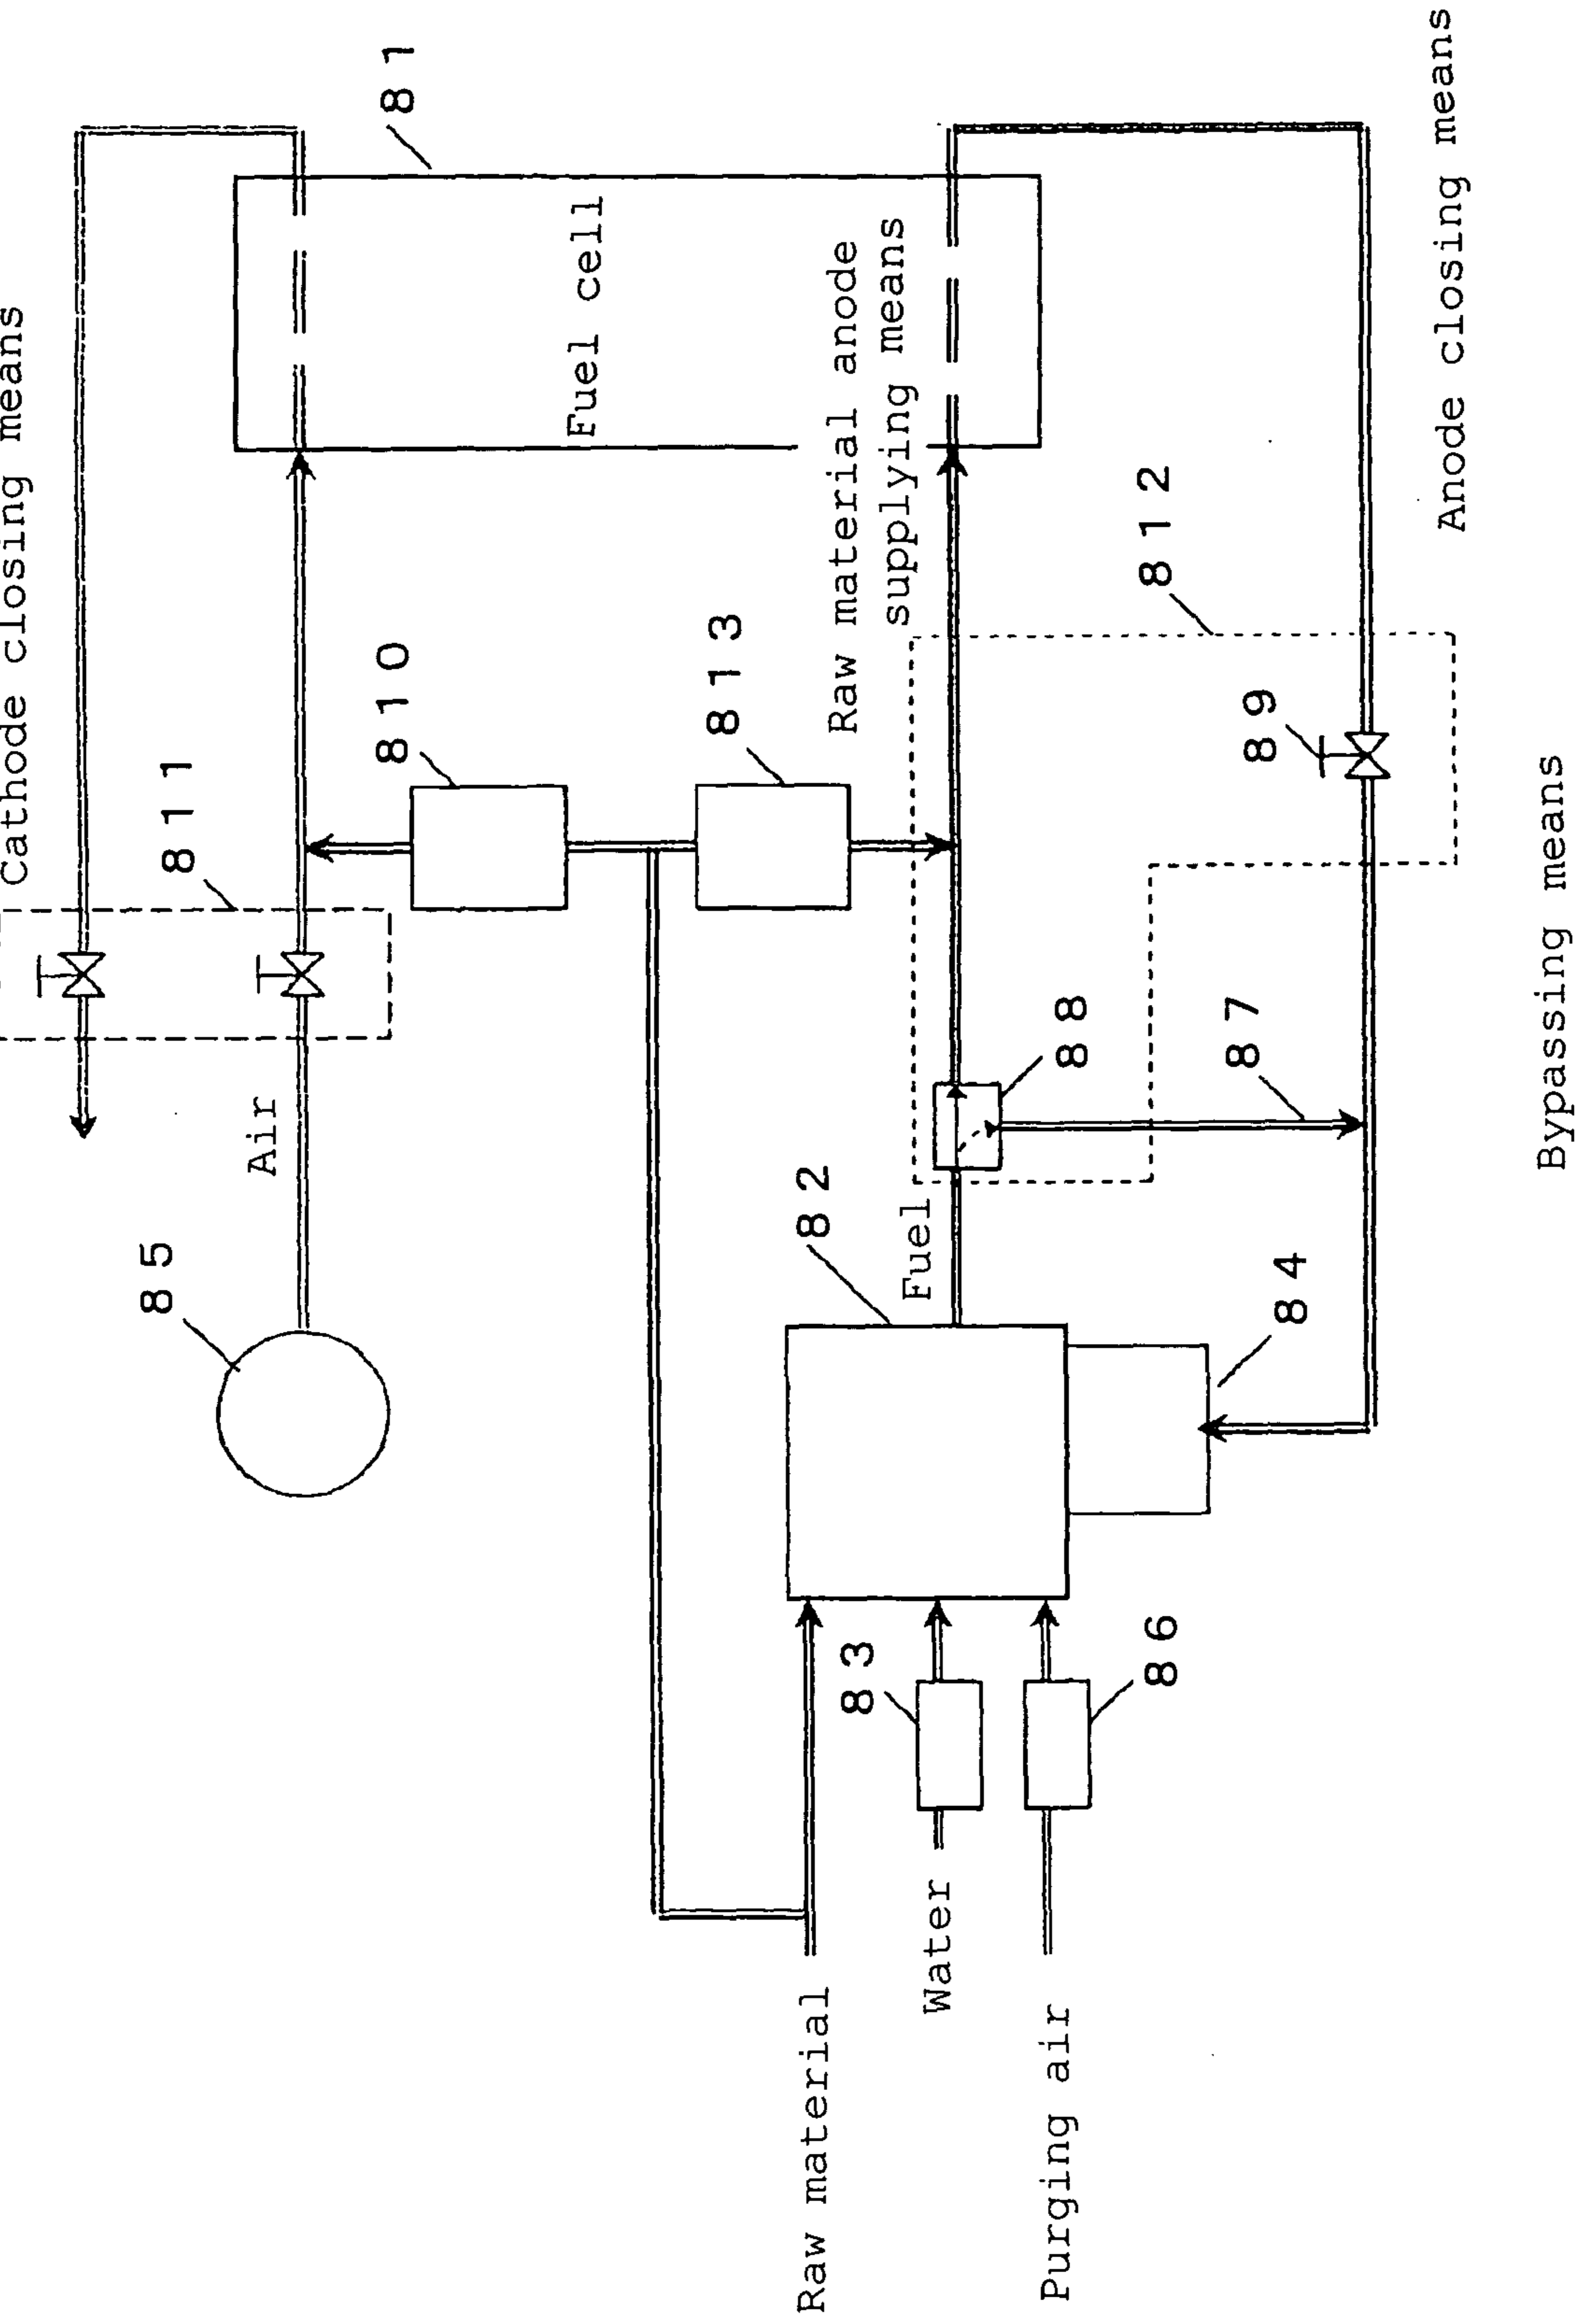 Cathode closing means
811
81
Air
85
810
Fuel cell
813
Raw material anode
supplying means
82
Fuel
88
812
87
89
84
83
86
Raw material
Water
Purging air
Anode closing means
Bypassing means